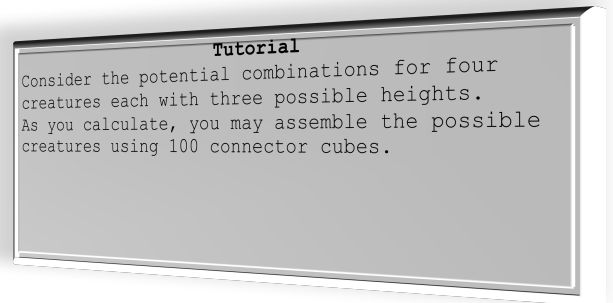 Tutorial
Consider the potential combinations for four
creatures each with three possible heights.
As you calculate, you may assemble the possible
creatures using 100 connector cubes.